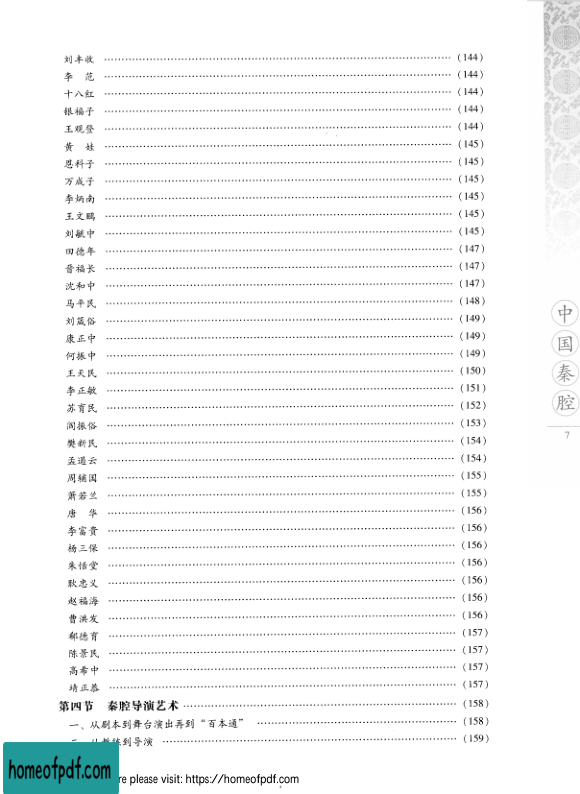 刘丰收 (144)
李 范 (144)
十八红 (144)
银福子 (144)
王观登 (144)
黄 娃 (145)
恩科子 (145)
万成子 (145)
李炳南 (145)
王文鹏 (145)
刘毓中 (145)
田德年 (147)
晋福长 (147)
沈和中 (147)
马平民 (148)
刘箴俗 (149)
康正中 (149)
何振中 (149)
王天民 (150)
李正敏 (151)
苏育民 (152)
阎振俗 (153)
樊新民 (154)
孟遏云 (154)
周辅国 (155)
萧若兰 (155)
唐 华 (156)
李富贵 (156)
杨三保 (156)
朱怡堂 (156)
耿忠义 (156)
赵福海 (156)
曹洪发 (156)
郗德育 (157)
陈景民 (157)
高希中 (157)
靖正恭 (157)
第四节 秦腔导演艺术 (158)
一、从剧本到舞台演出再到“百本通” (158)
到导演 (159)
中国秦腔
7
homeofpdf.com
re please visit: https://homeofpdf.com